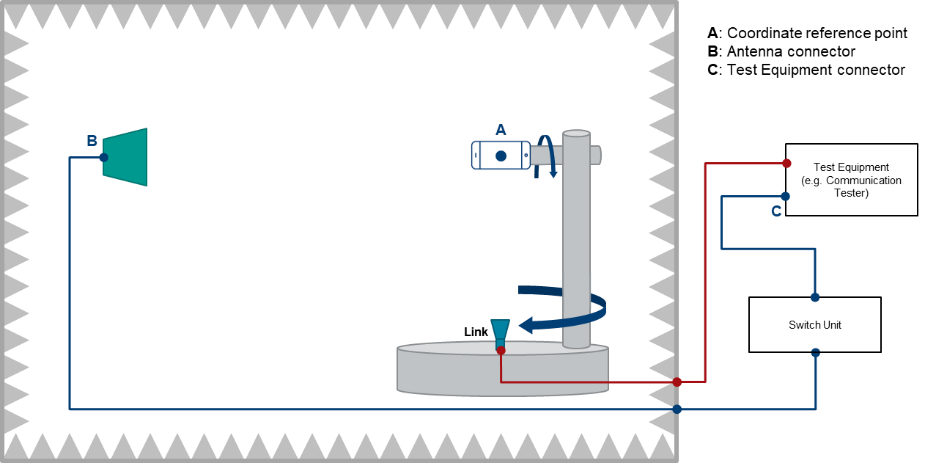 A: Coordinate reference point
B: Antenna connector
C: Test Equipment connector
A
B
Test Equipment
(e.g. Communication
Tester)
C
Link
Switch Unit